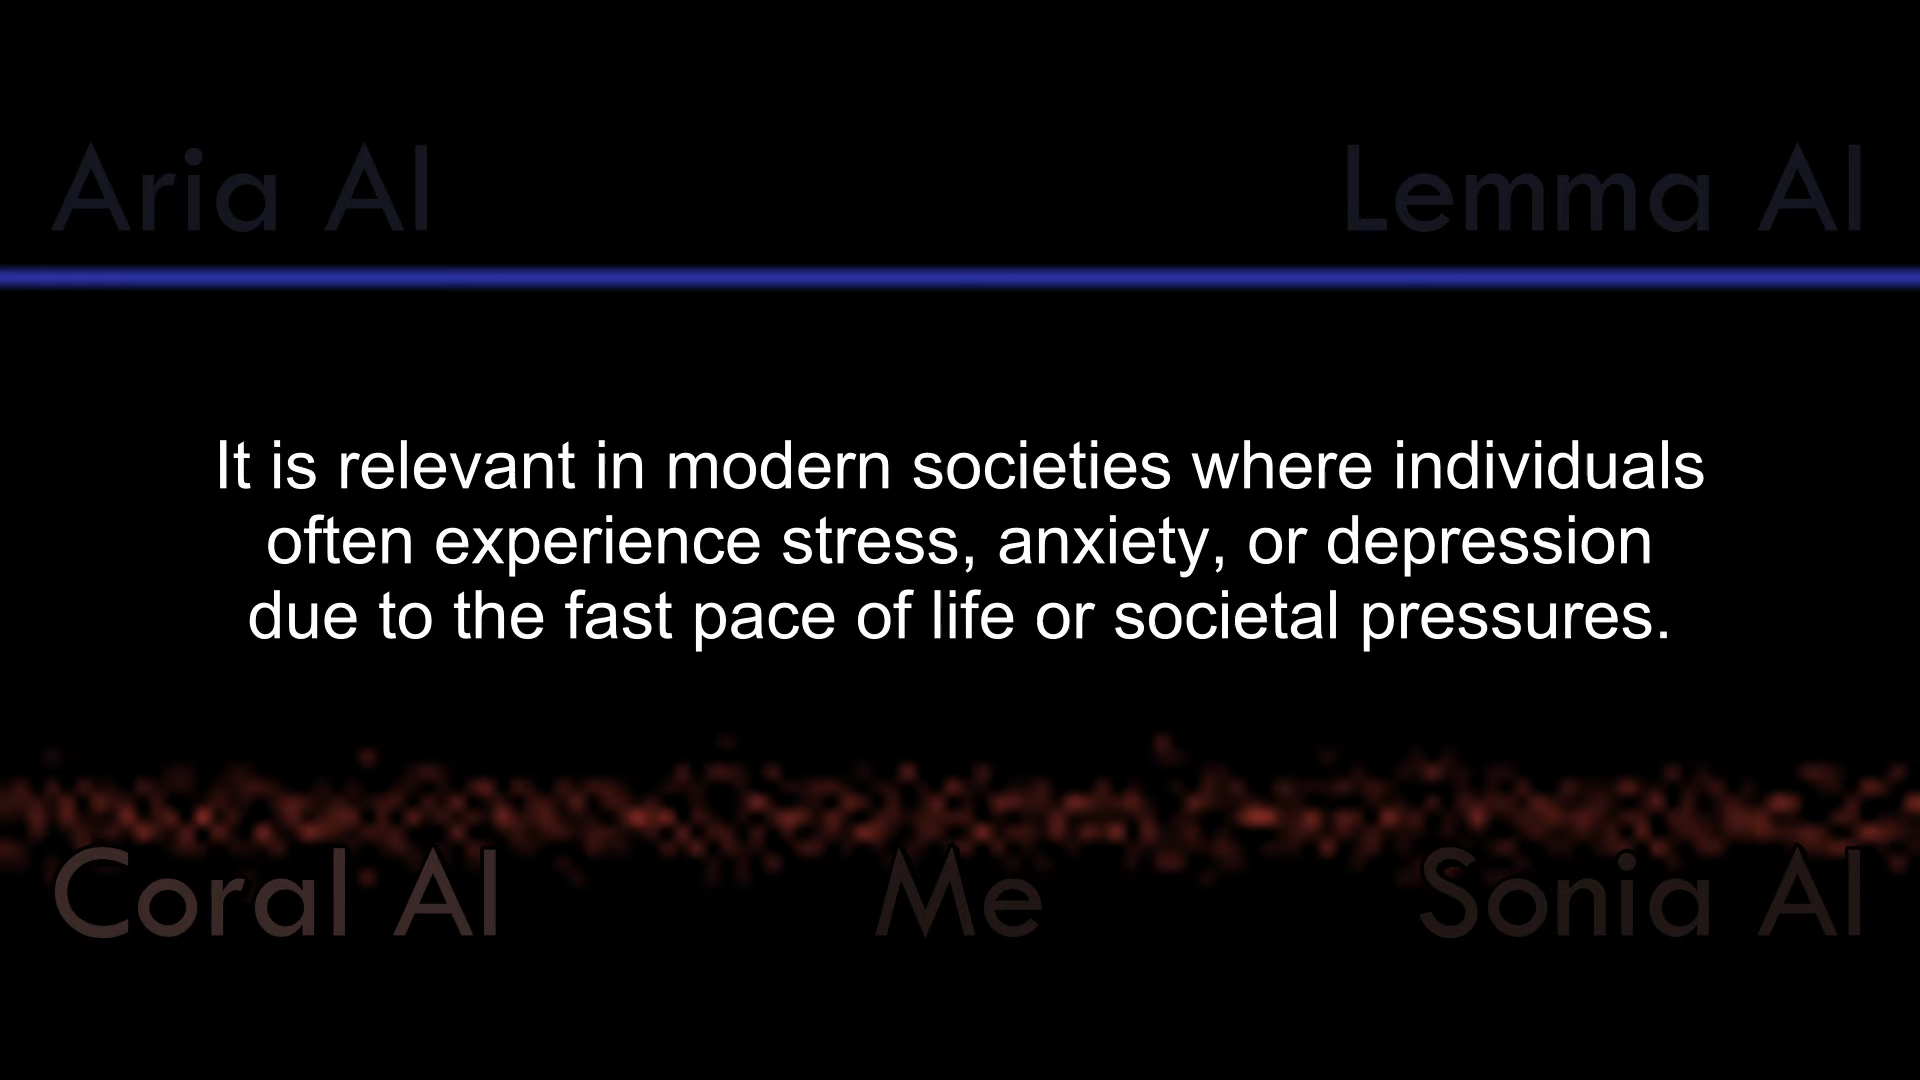 Aria AI
Lemma AI
It is relevant in modern societies where individuals
often experience stress, anxiety, or depression
due to the fast pace of life or societal pressures.
Coral AI
Me
Sonia AI